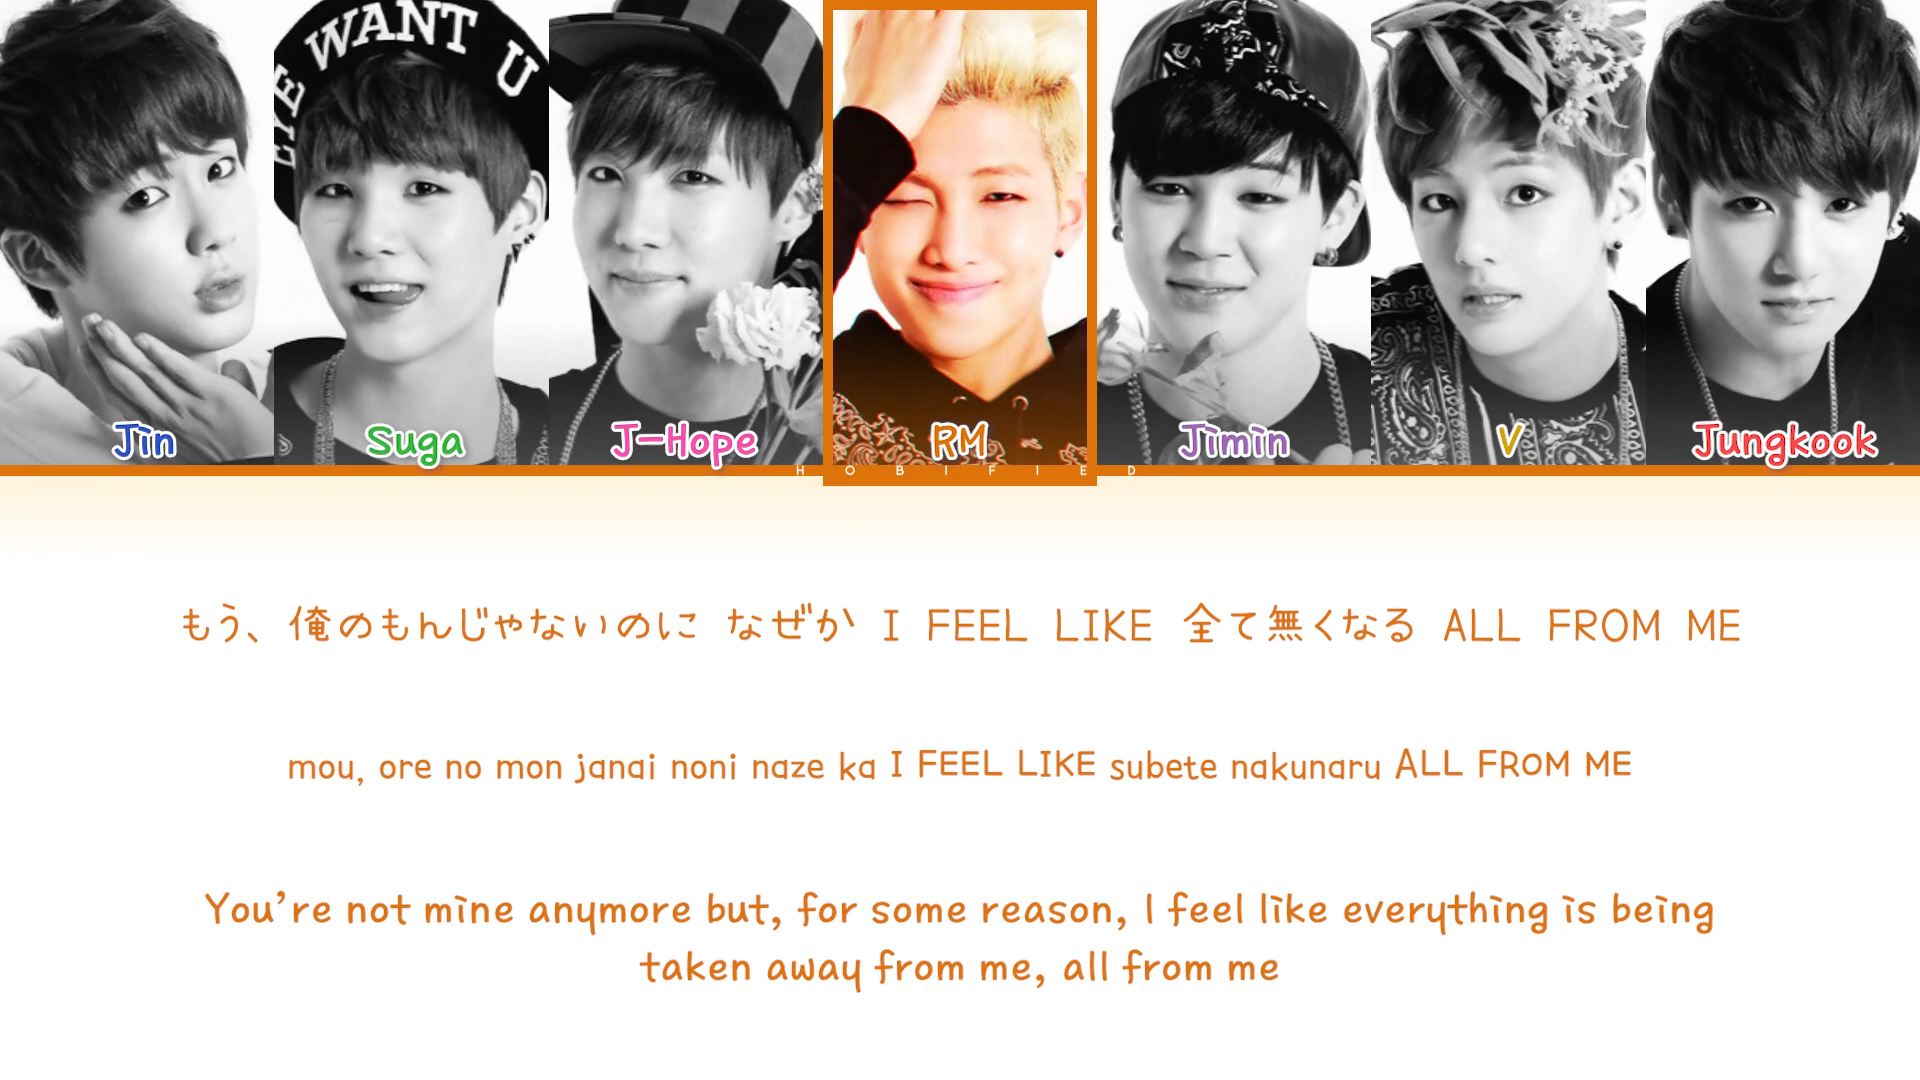 EYE WANT U
Jin Suga J-Hope RM Jimin V Jungkook
HOBIFIED
もう、俺のもんじゃないのに なぜか I FEEL LIKE 全て無くなる ALL FROM ME
mou, ore no mon janai noni naze ka I FEEL LIKE subete nakunaru ALL FROM ME
You're not mine anymore but, for some reason, I feel like everything is being
taken away from me, all from me